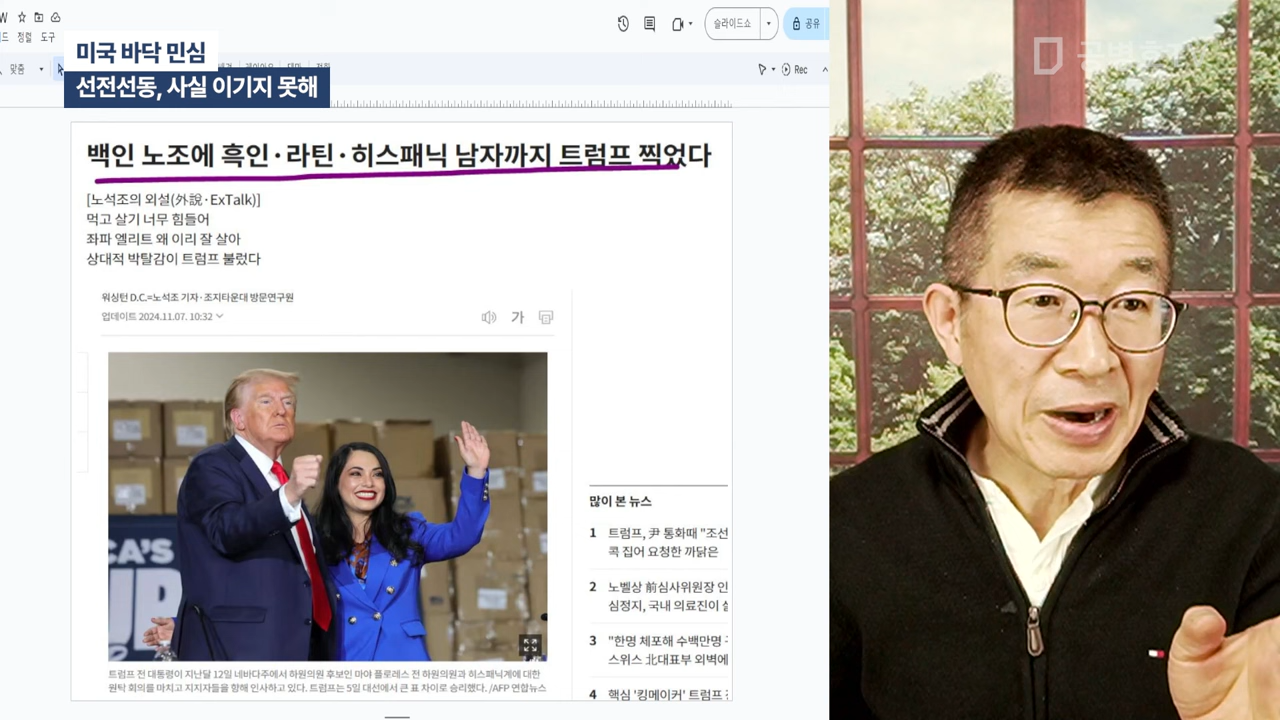 W
슬라이드쇼
공유
드 정렬 도구
미국 바닥 민심
맞춤
Rec
선전선동, 사실 이기지 못해
백인 노조에 흑인·라틴·히스패닉 남자까지 트럼프 찍었다
[노석조의 외설(外說·ExTalk)]
먹고 살기 너무 힘들어
좌파 엘리트 왜 이리 잘 살아
상대적 박탈감이 트럼프 불렀다
워싱턴 D.C.=노석조 기자·조지타운대 방문연구원
업데이트 2024.11.07. 10:32
가
CA'S
UP
많이 본 뉴스
1 트럼프, 尹 통화때 "조선
콕 집어 요청한 까닭은
2 노벨상 前심사위원장 인
심정지, 국내 의료진이 살
3 "한명 체포해 수백만명
스위스 北대표부 외벽에
4 핵심 '킹메이커' 트럼프
트럼프 전 대통령이 지난달 12일 네바다주에서 하원의원 후보인 마야 플로레스 전 하원의원과 히스패닉계에 대한
원탁 회의를 마치고 지지자들을 향해 인사하고 있다. 트럼프는 5일 대선에서 큰 표 차이로 승리했다. /AFP 연합뉴스